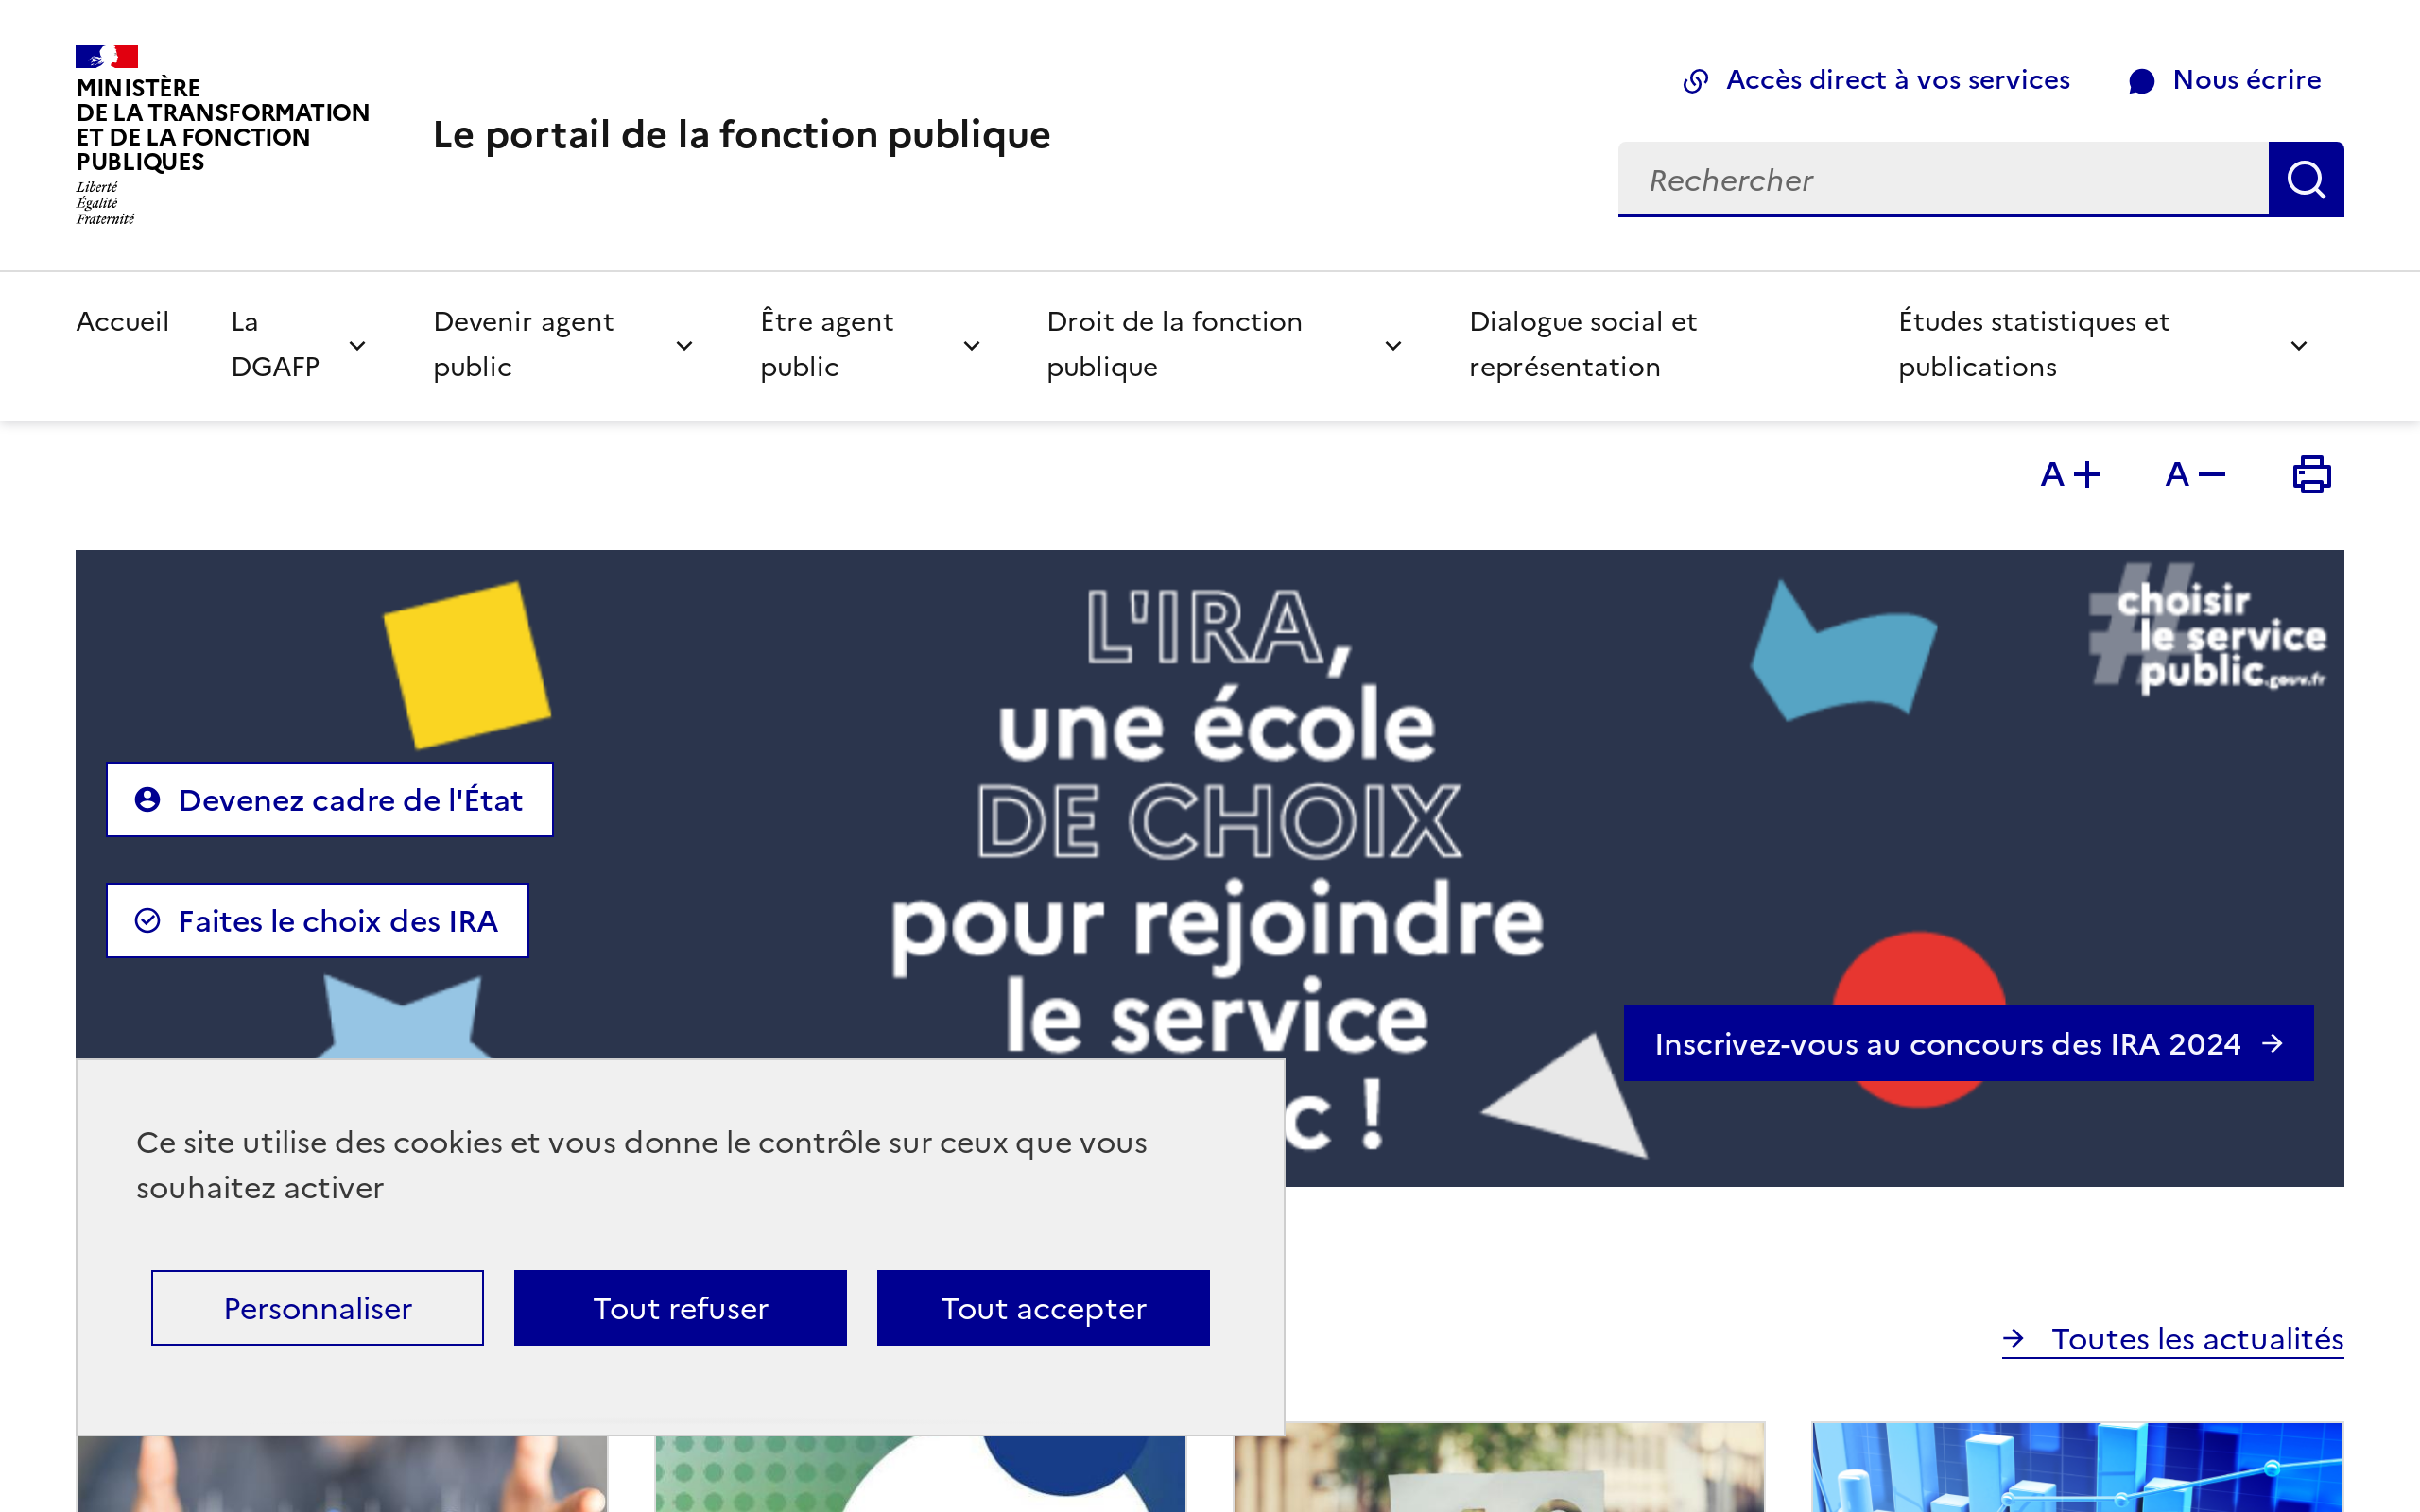 MINISTÈRE
DE LA TRANSFORMATION
ET DE LA FONCTION
PUBLIQUES
Liberté
Égalité
Fraternité
Le portail de la fonction publique
Accès direct à vos services
Nous écrire
Rechercher
Accueil
La
DGAFP
Devenir agent
public
Être agent
public
Droit de la fonction
publique
Dialogue social et
représentation
Études statistiques et
publications
A +
A −
L'IRA,
une école
DE CHOIX
pour rejoindre
le service
c !
#choisir
le service
public.gouv.fr
Devenez cadre de l'État
Faites le choix des IRA
Inscrivez-vous au concours des IRA 2024
Ce site utilise des cookies et vous donne le contrôle sur ceux que vous
souhaitez activer
Personnaliser
Tout refuser
Tout accepter
Toutes les actualités